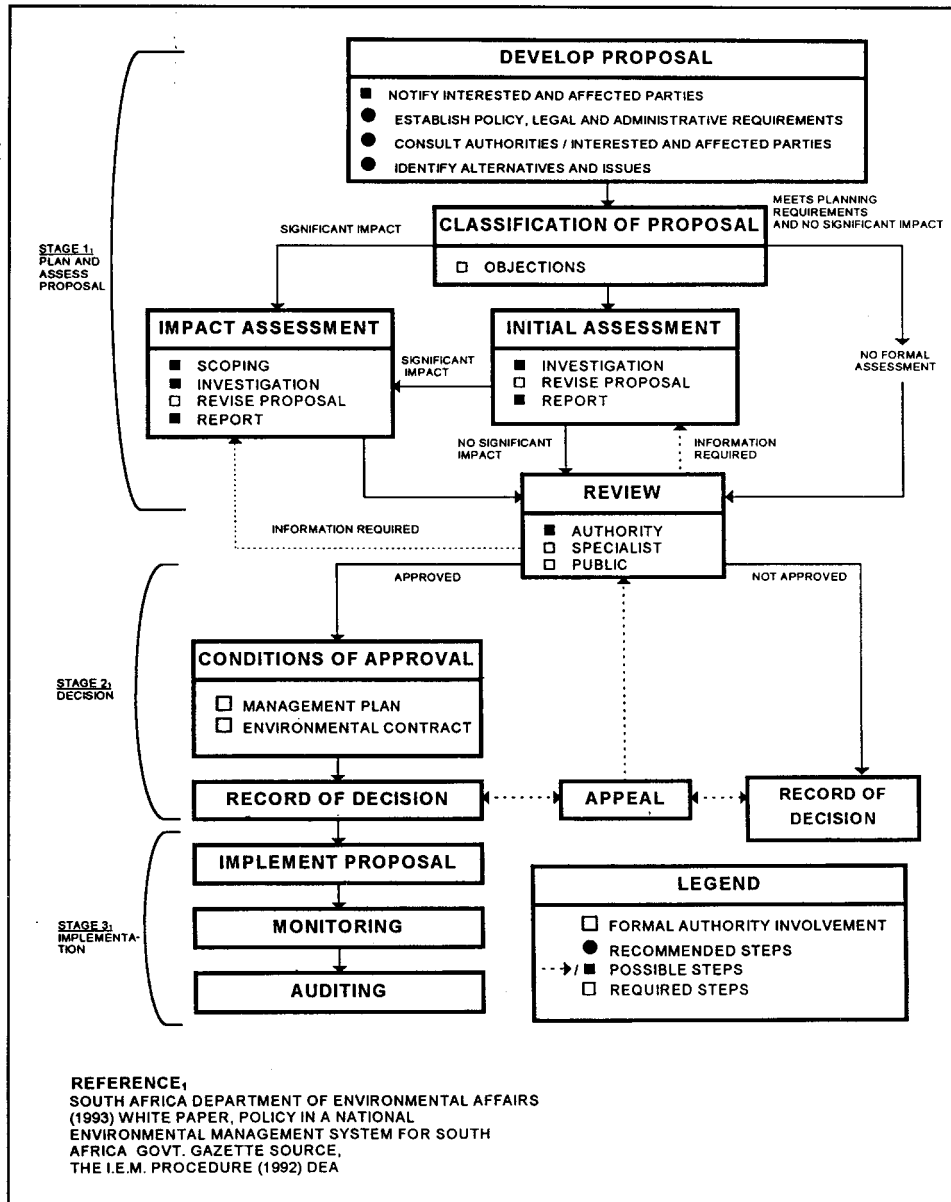 DEVELOP PROPOSAL
■ NOTIFY INTERESTED AND AFFECTED PARTIES
● ESTABLISH POLICY, LEGAL AND ADMINISTRATIVE REQUIREMENTS
● CONSULT AUTHORITIES / INTERESTED AND AFFECTED PARTIES
● IDENTIFY ALTERNATIVES AND ISSUES
MEETS PLANNING
REQUIREMENTS
AND NO SIGNIFICANT IMPACT
SIGNIFICANT IMPACT
CLASSIFICATION OF PROPOSAL
□ OBJECTIONS
STAGE 1,
PLAN AND
ASSESS
PROPOSAL
IMPACT ASSESSMENT
■ SCOPING
■ INVESTIGATION
□ REVISE PROPOSAL
■ REPORT
SIGNIFICANT
IMPACT
INITIAL ASSESSMENT
■ INVESTIGATION
□ REVISE PROPOSAL
■ REPORT
NO FORMAL
ASSESSMENT
NO SIGNIFICANT
IMPACT
INFORMATION
REQUIRED
REVIEW
■ AUTHORITY
□ SPECIALIST
□ PUBLIC
INFORMATION REQUIRED
APPROVED
NOT APPROVED
STAGE 2,
DECISION
CONDITIONS OF APPROVAL
□ MANAGEMENT PLAN
□ ENVIRONMENTAL CONTRACT
RECORD OF DECISION
APPEAL
RECORD OF
DECISION
STAGE 3,
IMPLEMENTA-
TION
IMPLEMENT PROPOSAL
MONITORING
AUDITING
LEGEND
□ FORMAL AUTHORITY INVOLVEMENT
● RECOMMENDED STEPS
/ ■ POSSIBLE STEPS
□ REQUIRED STEPS
REFERENCE,
SOUTH AFRICA DEPARTMENT OF ENVIRONMENTAL AFFAIRS
(1993) WHITE PAPER, POLICY IN A NATIONAL
ENVIRONMENTAL MANAGEMENT SYSTEM FOR SOUTH
AFRICA GOVT. GAZETTE SOURCE,
THE I.E.M. PROCEDURE (1992) DEA